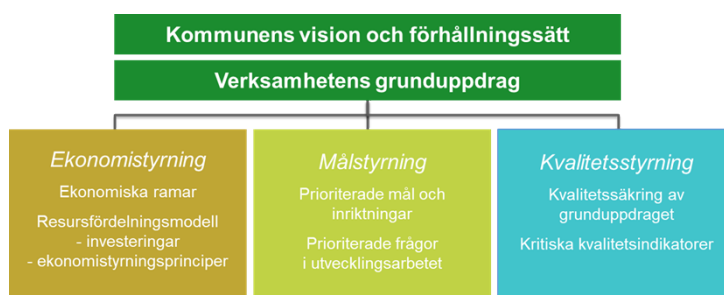 Kommunens vision och förhållningssätt
Verksamhetens grunduppdrag
Ekonomistyrning
Ekonomiska ramar
Resursfördelningsmodell
- investeringar
- ekonomistyrningsprinciper
Målstyrning
Prioriterade mål och
inriktningar
Prioriterade frågor
i utvecklingsarbetet
Kvalitetsstyrning
Kvalitetssäkring av
grunduppdraget
Kritiska kvalitetsindikatorer